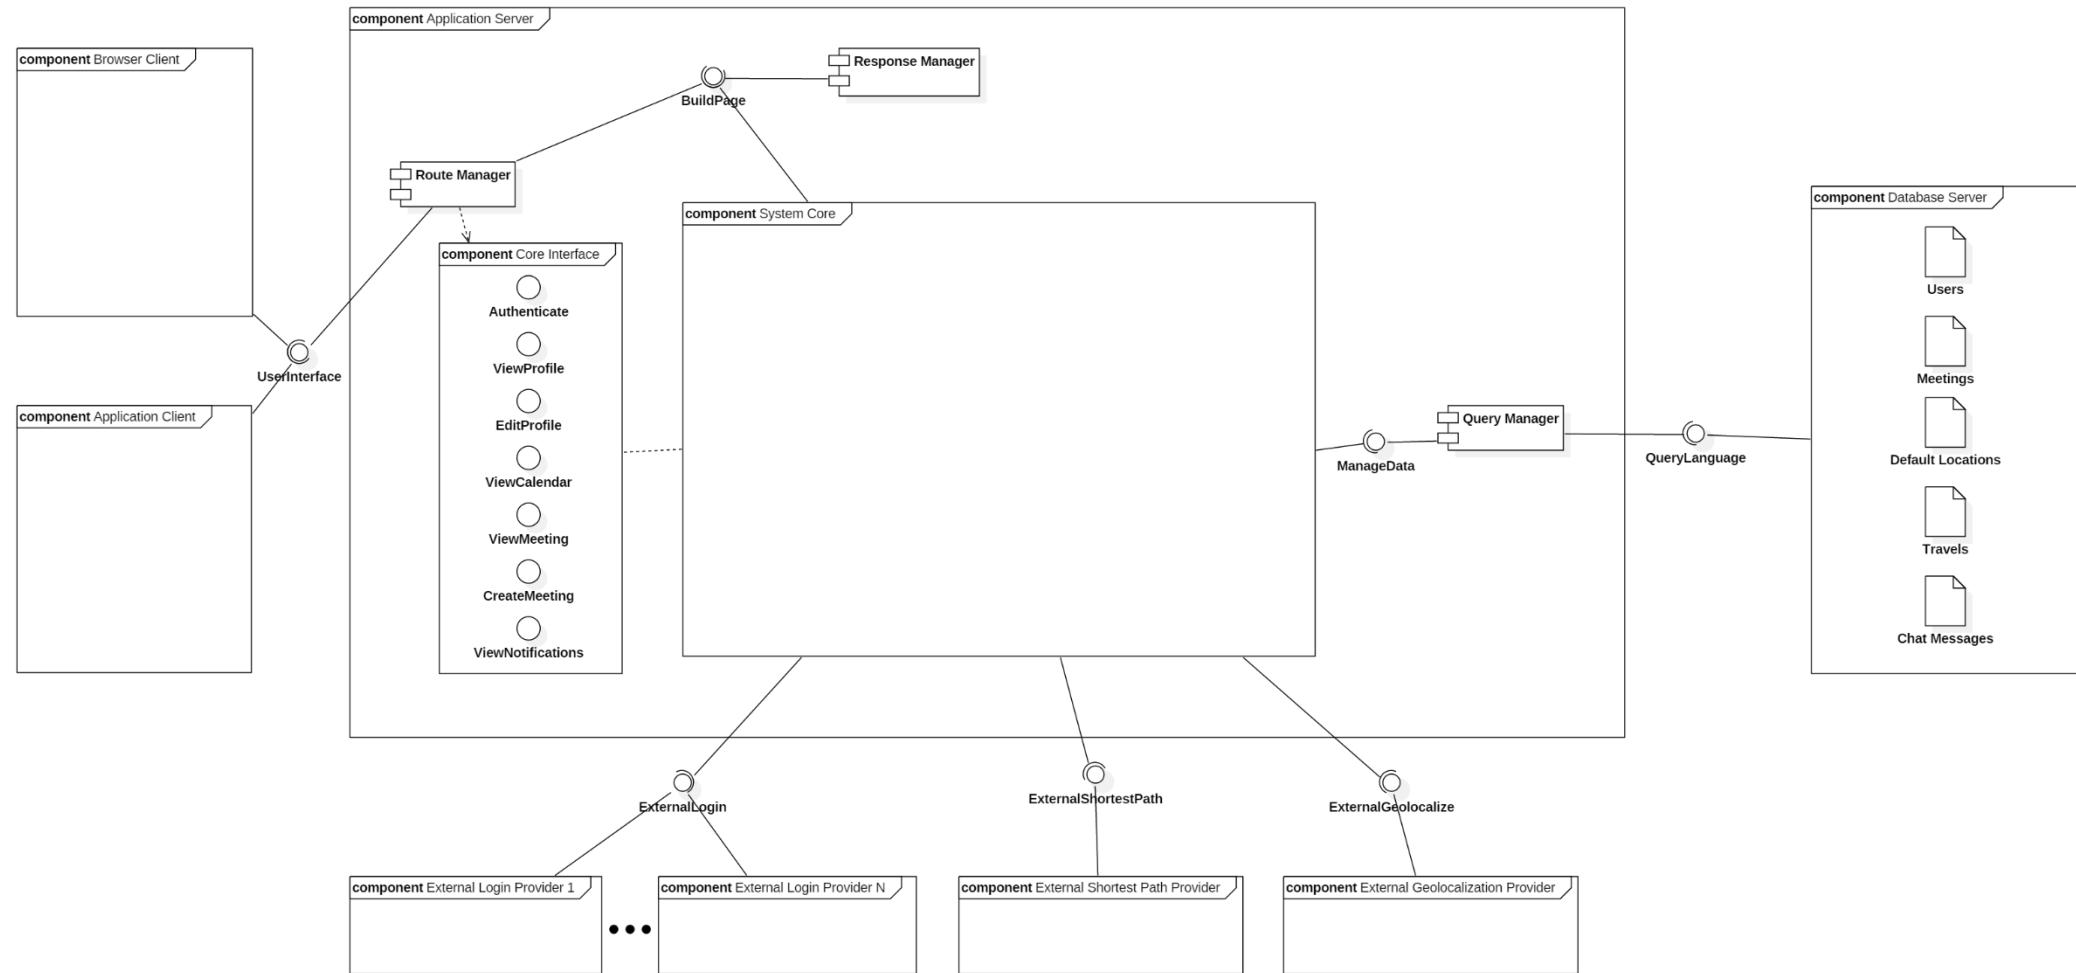 component Application Server
component Browser Client
Response Manager
BuildPage
Route Manager
component Database Server
component System Core
component Core Interface
Users
Authenticate
ViewProfile
UserInterface
Meetings
component Application Client
EditProfile
Query Manager
ManageData
QueryLanguage
Default Locations
ViewCalendar
ViewMeeting
Travels
CreateMeeting
Chat Messages
ViewNotifications
ExternalLogin
ExternalShortestPath
ExternalGeolocalize
component External Login Provider 1
component External Login Provider N
component External Shortest Path Provider
component External Geolocalization Provider